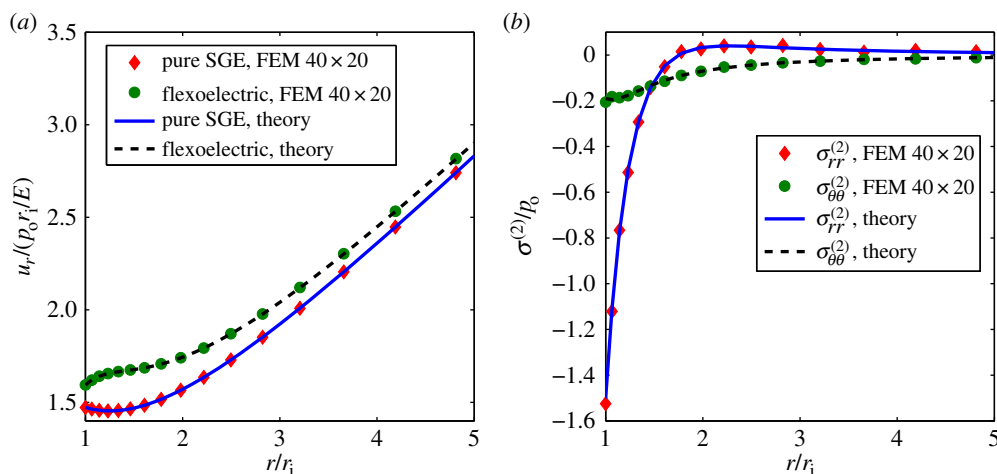 (a)
3.5
3.0
2.5
2.0
1.5
u_r/(p_o r_i/E)
pure SGE, FEM 40 × 20
flexoelectric, FEM 40 × 20
pure SGE, theory
flexoelectric, theory
1 2 3 4 5
r/r_i
(b)
0
−0.2
−0.4
−0.6
−0.8
−1.0
−1.2
−1.4
−1.6
σ^(2)/p_o
σ_rr^(2), FEM 40 × 20
σ_θθ^(2), FEM 40 × 20
σ_rr^(2), theory
σ_θθ^(2), theory
1 2 3 4 5
r/r_i